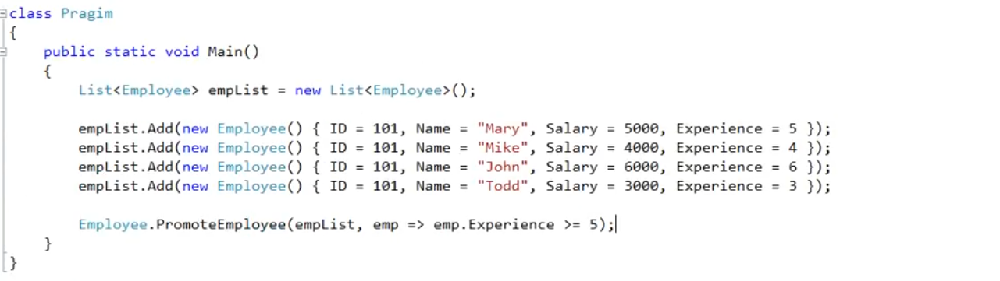 class Pragim
{
    public static void Main()
    {
        List<Employee> empList = new List<Employee>();

        empList.Add(new Employee() { ID = 101, Name = "Mary", Salary = 5000, Experience = 5 });
        empList.Add(new Employee() { ID = 101, Name = "Mike", Salary = 4000, Experience = 4 });
        empList.Add(new Employee() { ID = 101, Name = "John", Salary = 6000, Experience = 6 });
        empList.Add(new Employee() { ID = 101, Name = "Todd", Salary = 3000, Experience = 3 });

        Employee.PromoteEmployee(empList, emp => emp.Experience >= 5);
    }
}